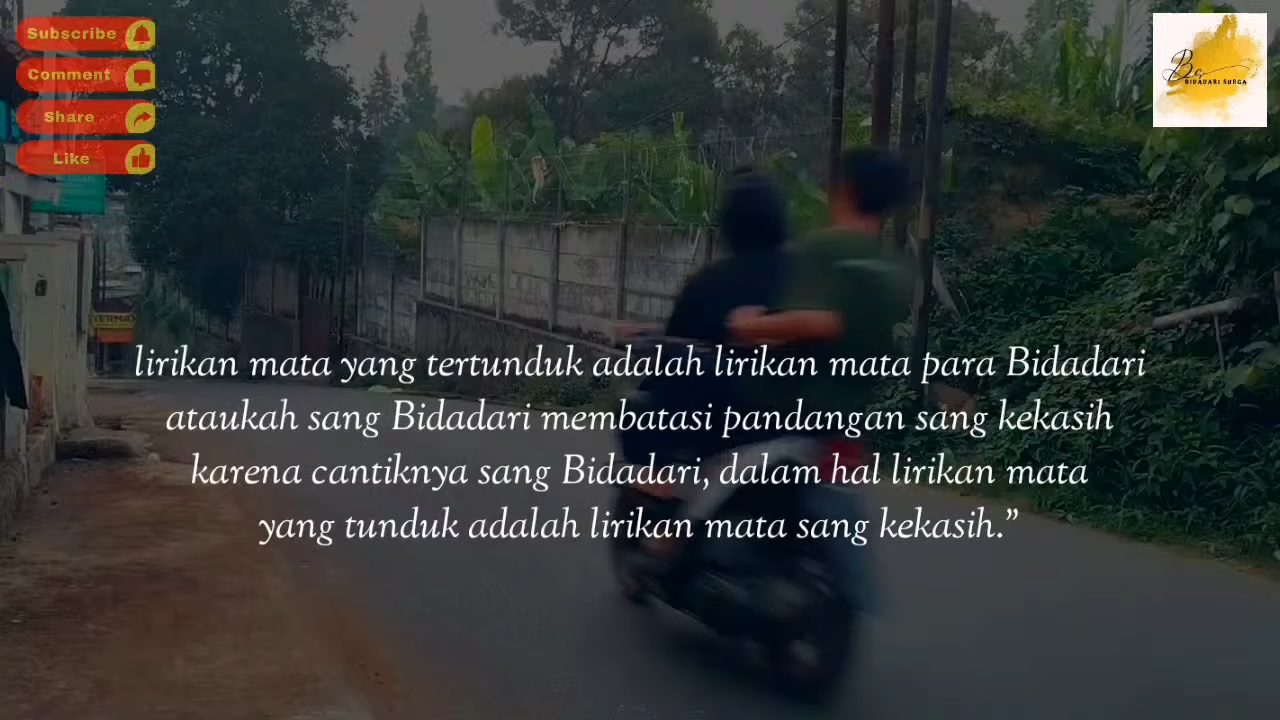 Subscribe
Comment
Share
Like
Bs
BIDADARI SURGA
lirikan mata yang tertunduk adalah lirikan mata para Bidadari
ataukah sang Bidadari membatasi pandangan sang kekasih
karena cantiknya sang Bidadari, dalam hal lirikan mata
yang tunduk adalah lirikan mata sang kekasih.”